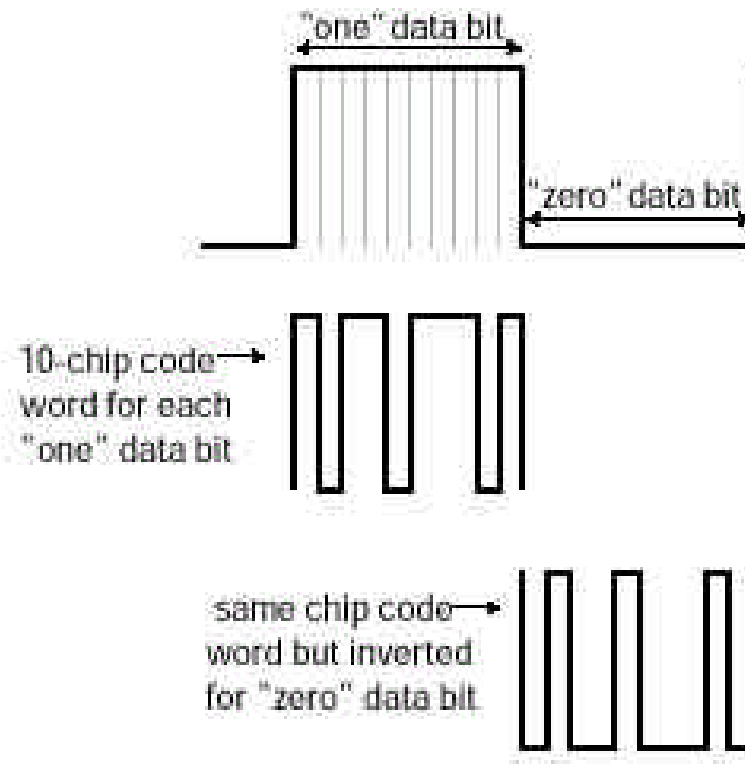 "one" data bit
"zero" data bit
10-chip code
word for each
"one" data bit
same chip code
word but inverted
for "zero" data bit